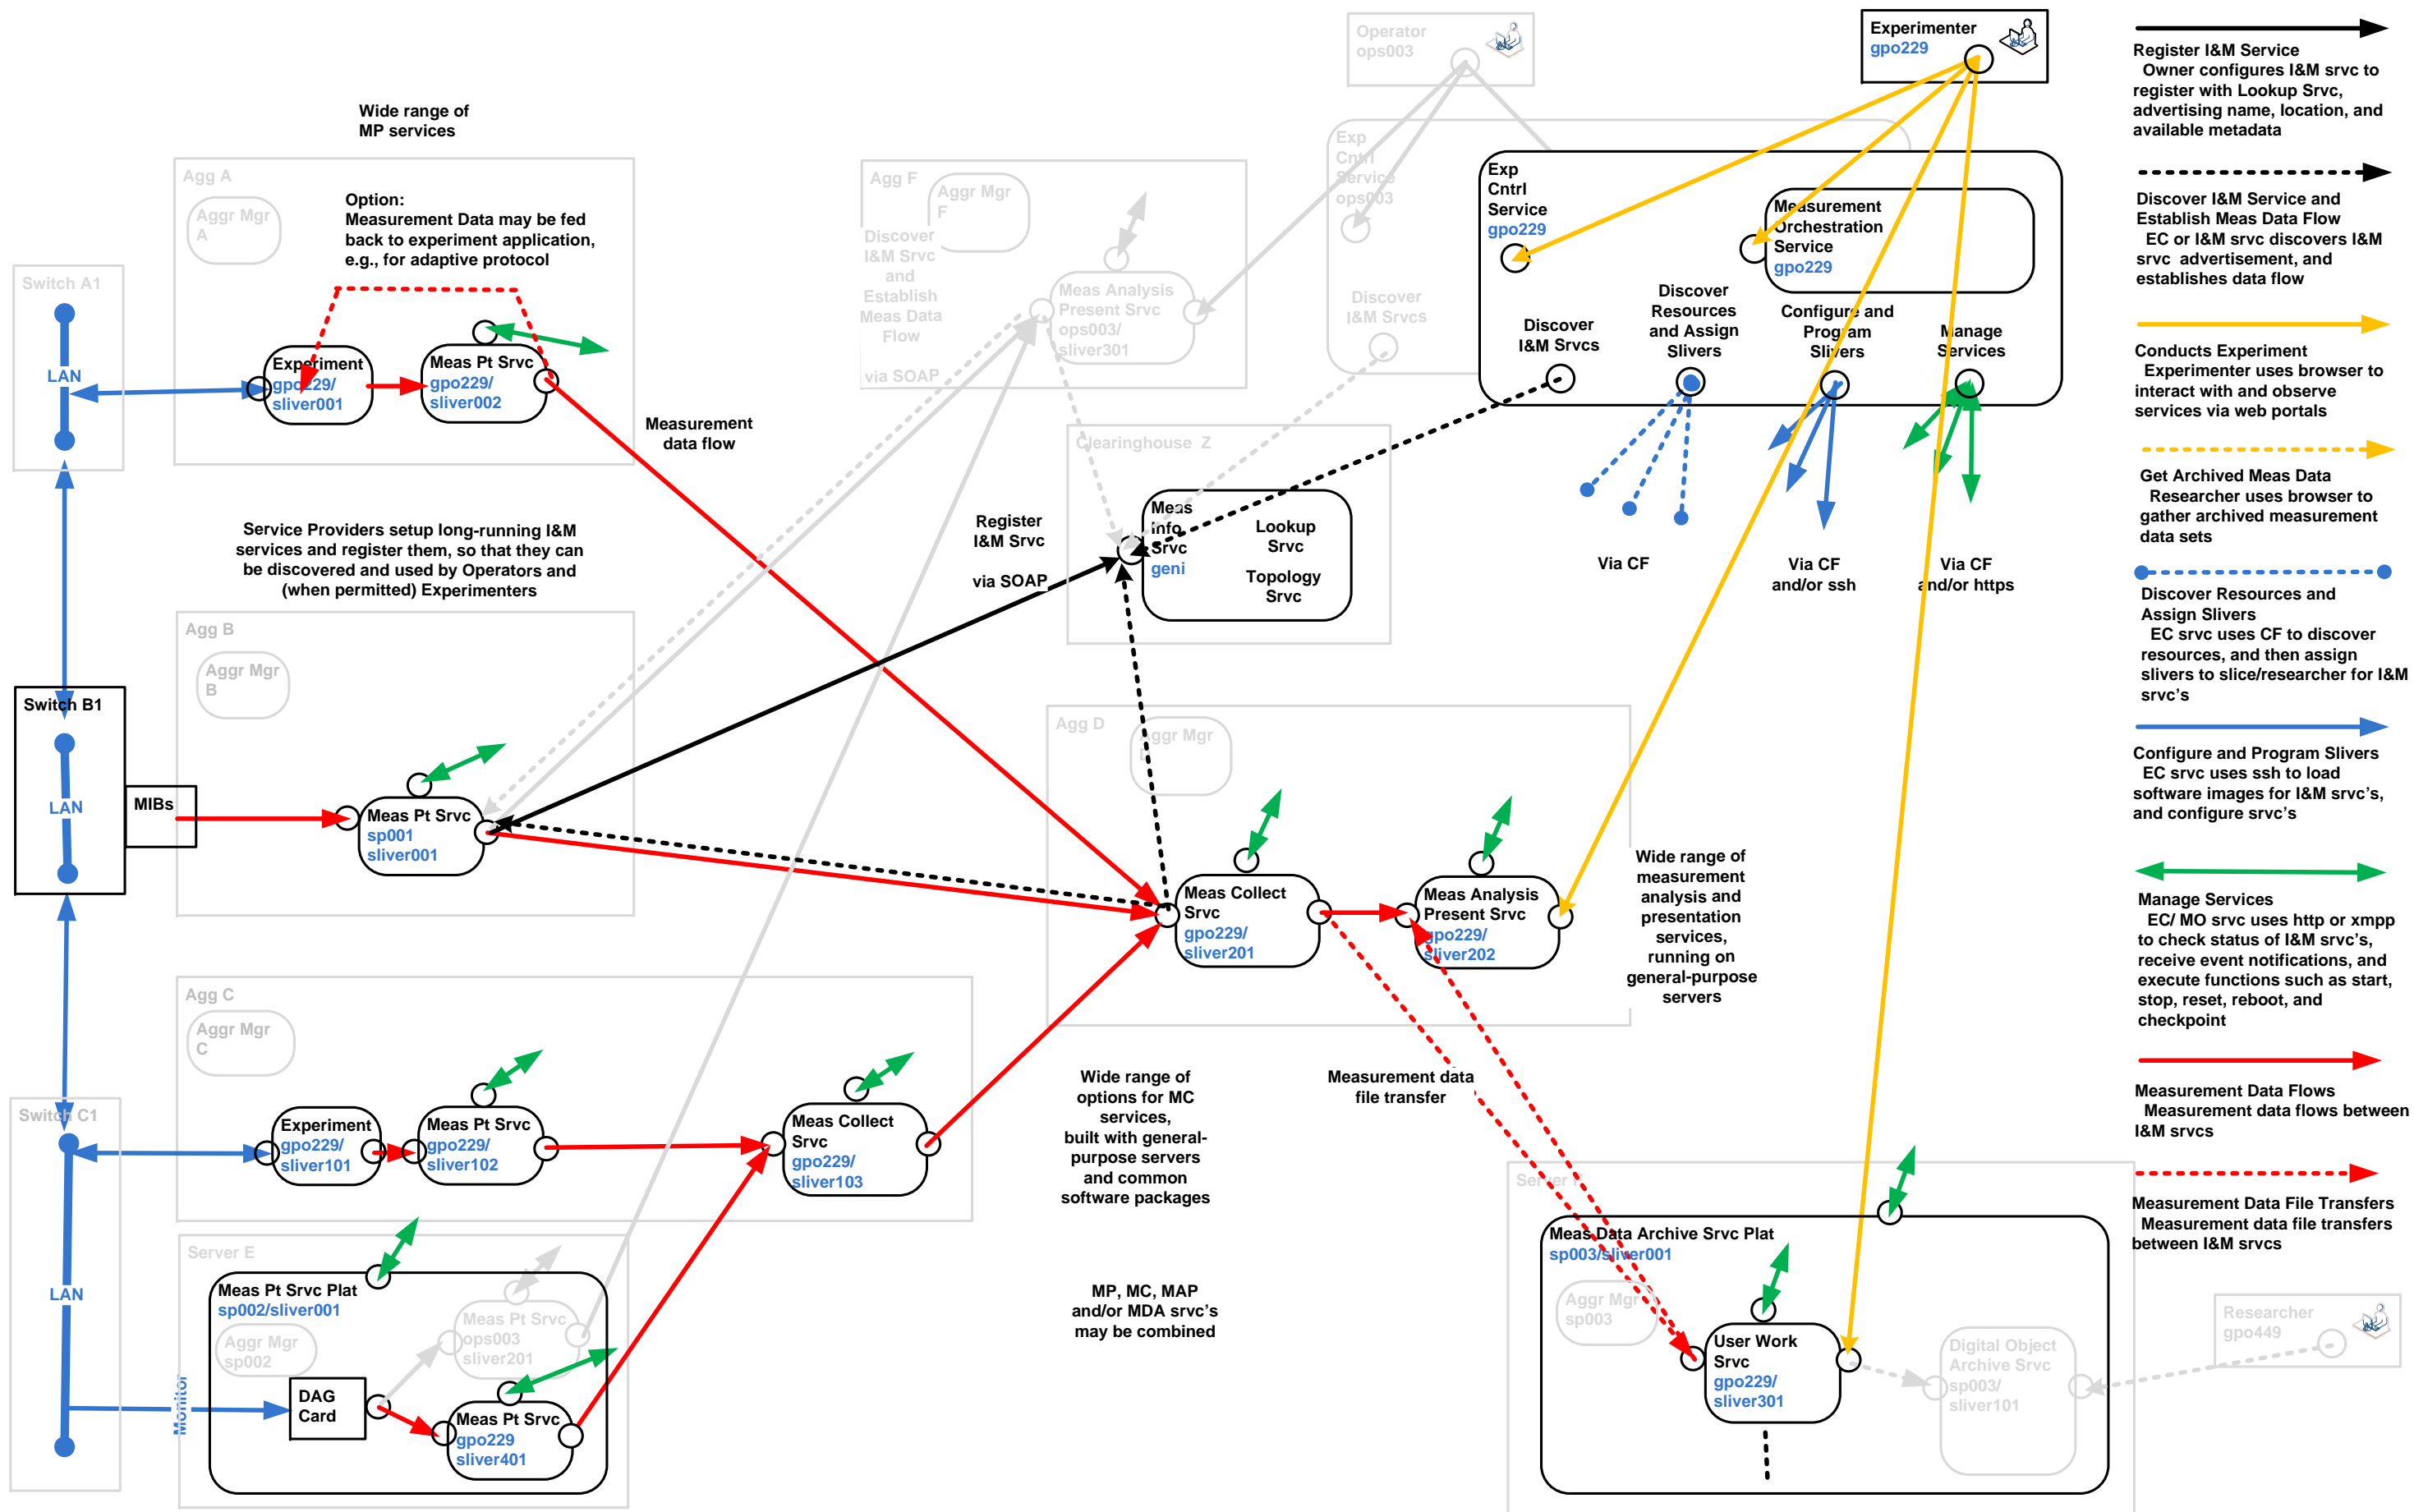 Operator
ops003
Experimenter
gpo229
Register I&M Service
Owner configures I&M srvc to
register with Lookup Srvc,
advertising name, location, and
available metadata
Discover I&M Service and
Establish Meas Data Flow
EC or I&M srvc discovers I&M
srvc  advertisement, and
establishes data flow
Conducts Experiment
Experimenter uses browser to
interact with and observe
services via web portals
Get Archived Meas Data
Researcher uses browser to
gather archived measurement
data sets
Discover Resources and
Assign Slivers
EC srvc uses CF to discover
resources, and then assign
slivers to slice/researcher for I&M
srvc's
Configure and Program Slivers
EC srvc uses ssh to load
software images for I&M srvc's,
and configure srvc's
Manage Services
EC/ MO srvc uses http or xmpp
to check status of I&M srvc's,
receive event notifications, and
execute functions such as start,
stop, reset, reboot, and
checkpoint
Measurement Data Flows
Measurement data flows between
I&M srvcs
Measurement Data File Transfers
Measurement data file transfers
between I&M srvcs
Wide range of
MP services
Agg A
Aggr Mgr
A
Option:
Measurement Data may be fed
back to experiment application,
e.g., for adaptive protocol
Switch A1
LAN
Experiment
gpo229/
sliver001
Meas Pt Srvc
gpo229/
sliver002
Measurement
data flow
Agg F
Aggr Mgr
F
Discover
I&M Srvc
and
Establish
Meas Data
Flow
via SOAP
Meas Analysis
Present Srvc
ops003/
sliver301
Exp
Cntrl
Service
ops003
Discover
I&M Srvcs
Exp
Cntrl
Service
gpo229
Measurement
Orchestration
Service
gpo229
Discover
I&M Srvcs
Discover
Resources
and Assign
Slivers
Configure and
Program
Slivers
Manage
Services
Via CF
Via CF
and/or ssh
Via CF
and/or https
Clearinghouse  Z
Meas
Info
Srvc
geni
Lookup
Srvc
Topology
Srvc
Register
I&M Srvc
via SOAP
Service Providers setup long-running I&M
services and register them, so that they can
be discovered and used by Operators and
(when permitted) Experimenters
Agg B
Aggr Mgr
B
Switch B1
LAN
MIBs
Meas Pt Srvc
sp001
sliver001
Agg D
Aggr Mgr
Meas Collect
Srvc
gpo229/
sliver201
Meas Analysis
Present Srvc
gpo229/
sliver202
Wide range of
measurement
analysis and
presentation
services,
running on
general-purpose
servers
Agg C
Aggr Mgr
C
Switch C1
LAN
Experiment
gpo229/
sliver101
Meas Pt Srvc
gpo229/
sliver102
Meas Collect
Srvc
gpo229/
sliver103
Wide range of
options for MC
services,
built with general-
purpose servers
and common
software packages
Measurement data
file transfer
MP, MC, MAP
and/or MDA srvc's
may be combined
Server E
Meas Pt Srvc Plat
sp002/sliver001
Aggr Mgr
sp002
Monitor
DAG
Card
Meas Pt Srvc
ops003
sliver201
Meas Pt Srvc
gpo229
sliver401
Server
Meas Data Archive Srvc Plat
sp003/sliver001
Aggr Mgr
sp003
User Work
Srvc
gpo229/
sliver301
Digital Object
Archive Srvc
sp003/
sliver101
Researcher
gpo449